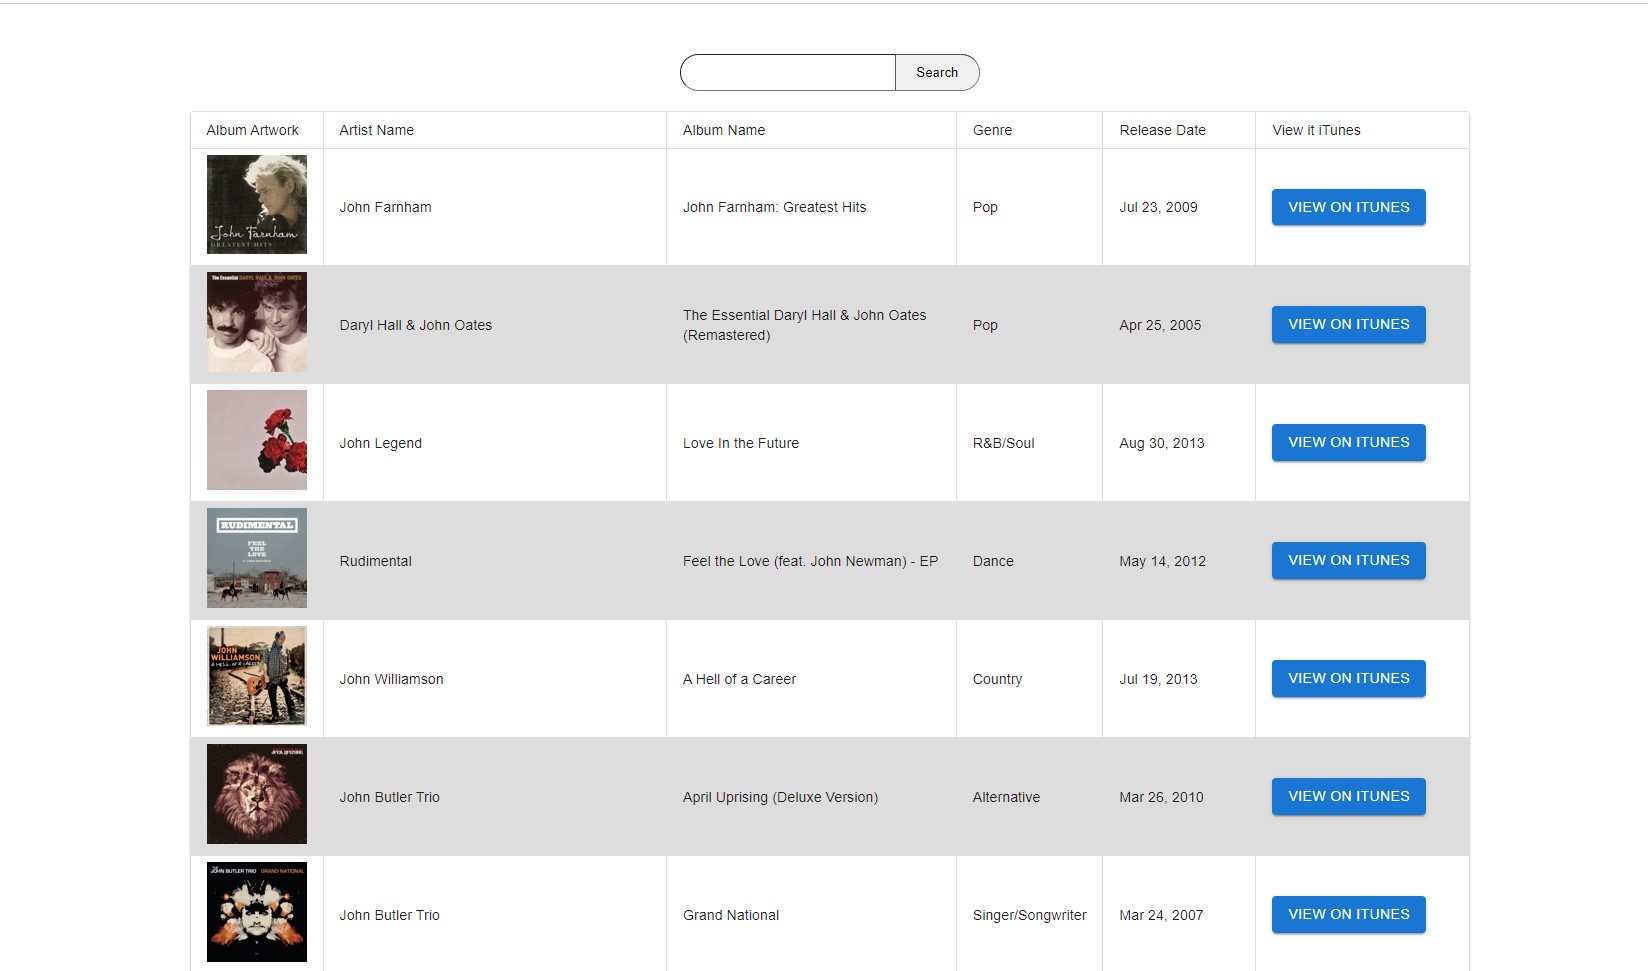 Search
Album Artwork Artist Name Album Name Genre Release Date View it iTunes
John Farnham
GREATEST HITS
John Farnham John Farnham: Greatest Hits Pop Jul 23, 2009 VIEW ON ITUNES
The Essential DARYL HALL & JOHN OATES
Daryl Hall & John Oates The Essential Daryl Hall & John Oates
(Remastered) Pop Apr 25, 2005 VIEW ON ITUNES
John Legend Love In the Future R&B/Soul Aug 30, 2013 VIEW ON ITUNES
RUDIMENTAL
FEEL
THE
LOVE
Rudimental Feel the Love (feat. John Newman) - EP Dance May 14, 2012 VIEW ON ITUNES
JOHN
WILLIAMSON
A HELL OF A CAREER
John Williamson A Hell of a Career Country Jul 19, 2013 VIEW ON ITUNES
John Butler Trio April Uprising (Deluxe Version) Alternative Mar 26, 2010 VIEW ON ITUNES
JOHN BUTLER TRIO GRAND NATIONAL
John Butler Trio Grand National Singer/Songwriter Mar 24, 2007 VIEW ON ITUNES